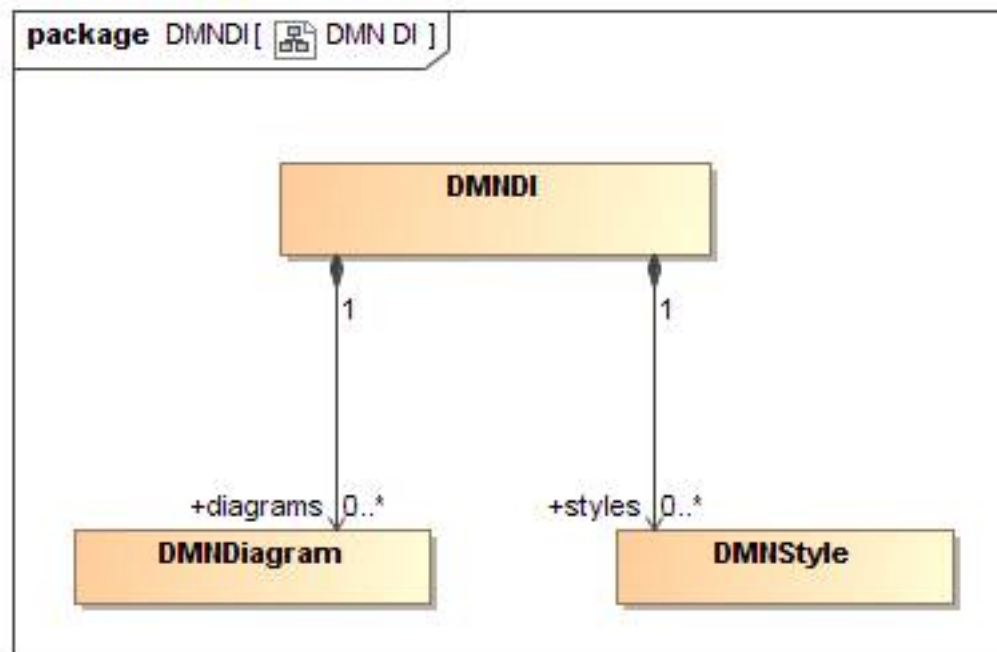 package DMNDI[ DMN DI ]
DMNDI
1 1
+diagrams 0..* +styles 0..*
DMNDiagram DMNStyle